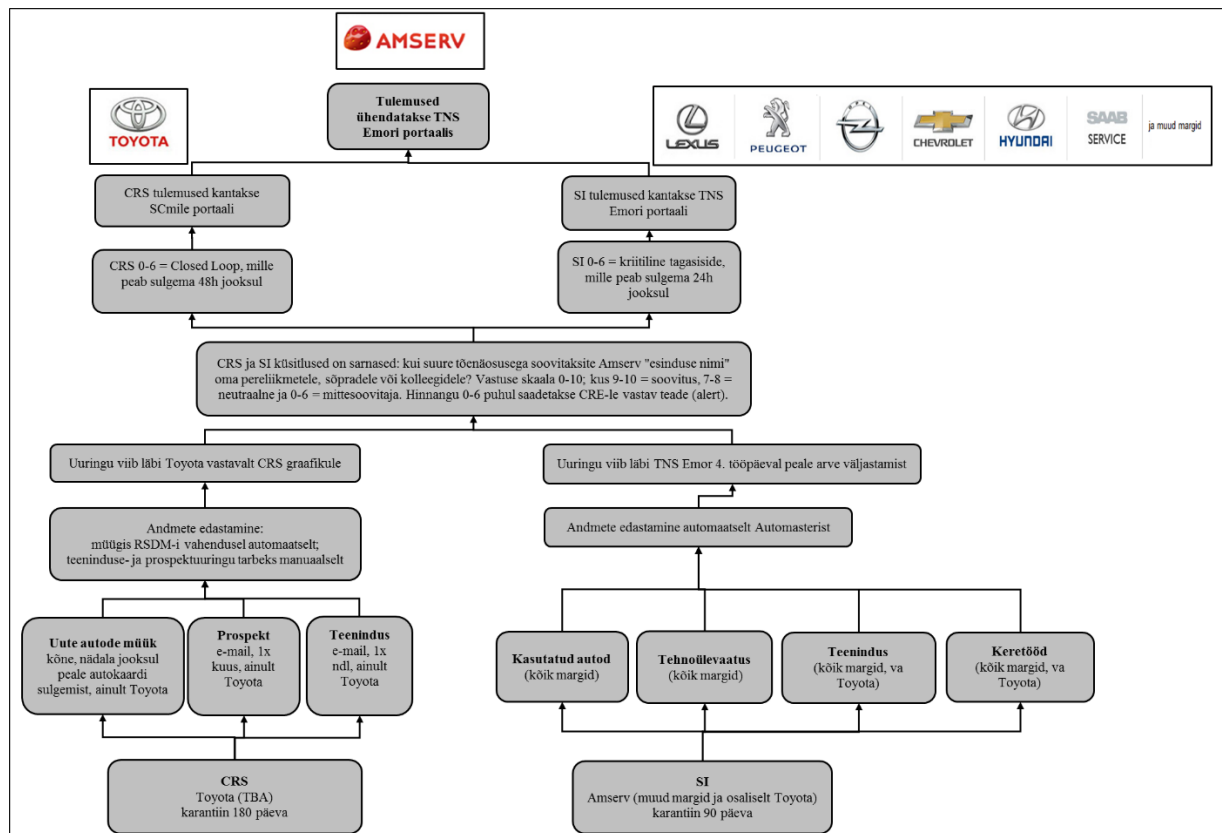 AMSERV
TOYOTA
Tulemused
ühendatakse TNS
Emori portaalis
LEXUS
PEUGEOT
CHEVROLET
HYUNDAI
SAAB
SERVICE
ja muud margid
CRS tulemused kantakse
SCmile portaali
SI tulemused kantakse TNS
Emori portaali
CRS 0-6 = Closed Loop, mille
peab sulgema 48h jooksul
SI 0-6 = kriitiline tagasiside,
mille peab sulgema 24h
jooksul
CRS ja SI küsitlused on sarnased: kui suure tõenäosusega soovitaksite Amserv "esinduse nimi"
oma pereliikmetele, sõpradele või kolleegidele? Vastuse skaala 0-10; kus 9-10 = soovitus, 7-8 =
neutraalne ja 0-6 = mittesoovitaja. Hinnangu 0-6 puhul saadetakse CRE-le vastav teade (alert).
Uuringu viib läbi Toyota vastavalt CRS graafikule
Uuringu viib läbi TNS Emor 4. tööpäeval peale arve väljastamist
Andmete edastamine:
müügis RSDM-i vahendusel automaatselt;
teeninduse- ja prospektuuringu tarbeks manuaalselt
Andmete edastamine automaatselt Automasterist
Uute autode müük
kõne, nädala jooksul
peale autokaardi
sulgemist, ainult Toyota
Prospekt
e-mail, 1x
kuus, ainult
Toyota
Teenindus
e-mail, 1x
ndl, ainult
Toyota
Kasutatud autod
(kõik margid)
Tehnoülevaatus
(kõik margid)
Teenindus
(kõik margid, va
Toyota)
Keretööd
(kõik margid, va
Toyota)
CRS
Toyota (TBA)
karantiin 180 päeva
SI
Amserv (muud margid ja osaliselt Toyota)
karantiin 90 päeva